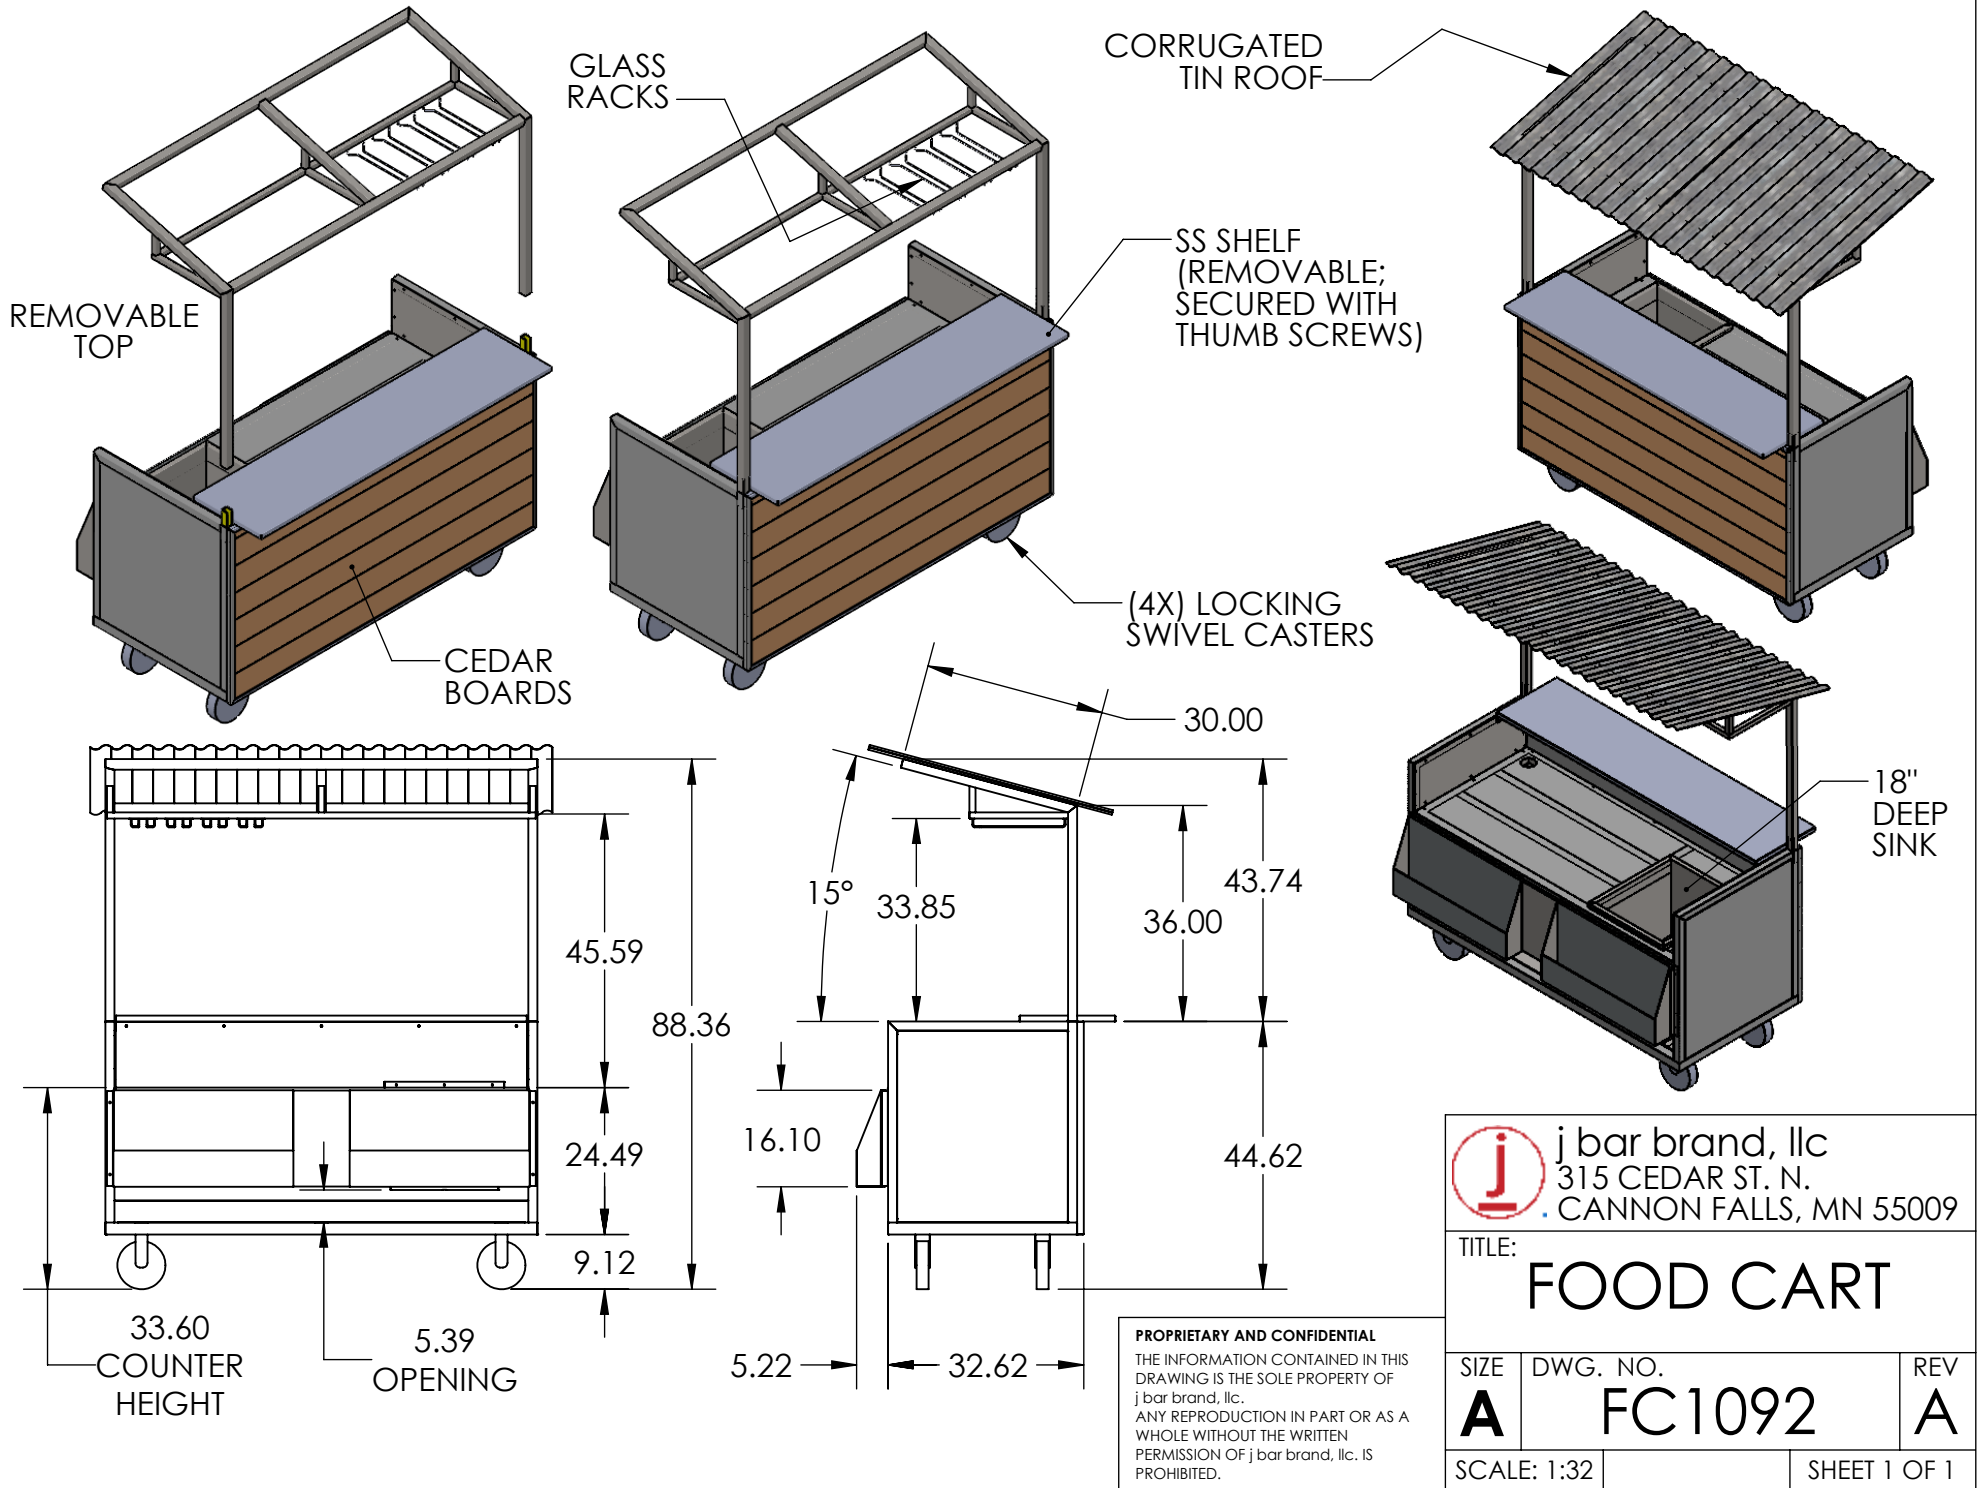 GLASS
RACKS
CORRUGATED
TIN ROOF
REMOVABLE
TOP
SS SHELF
(REMOVABLE;
SECURED WITH
THUMB SCREWS)
(4X) LOCKING
SWIVEL CASTERS
CEDAR
BOARDS
18"
DEEP
SINK
30.00
15°
33.85
43.74
36.00
45.59
88.36
16.10
24.49
44.62
9.12
33.60
COUNTER
HEIGHT
5.39
OPENING
5.22
32.62
j
j bar brand, llc
315 CEDAR ST. N.
CANNON FALLS, MN 55009
TITLE:
FOOD CART
PROPRIETARY AND CONFIDENTIAL
THE INFORMATION CONTAINED IN THIS
DRAWING IS THE SOLE PROPERTY OF
j bar brand, llc.
ANY REPRODUCTION IN PART OR AS A
WHOLE WITHOUT THE WRITTEN
PERMISSION OF j bar brand, llc. IS
PROHIBITED.
SIZE
A
DWG. NO.
FC1092
REV
A
SCALE: 1:32
SHEET 1 OF 1